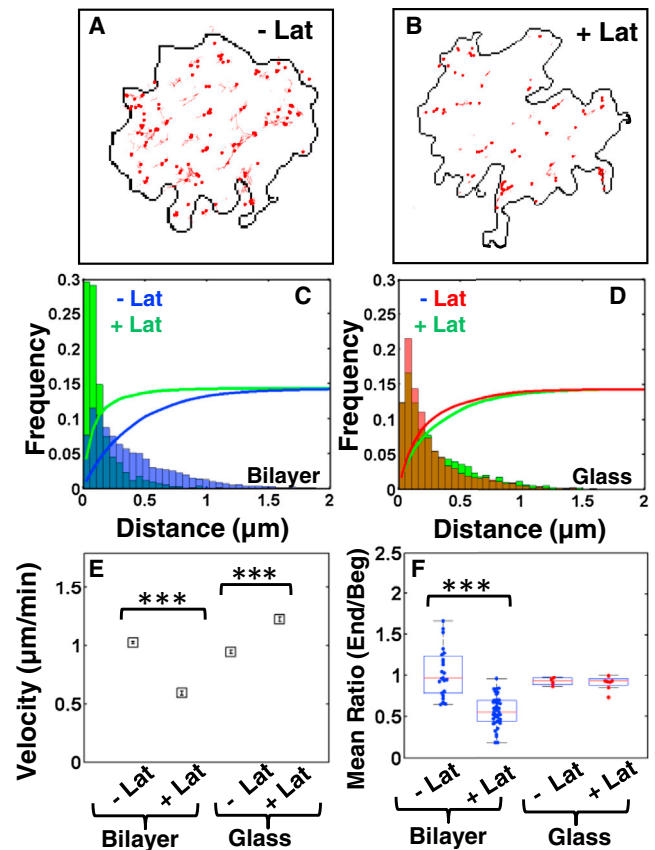 A
- Lat
B
+ Lat
0.3
0.25
0.2
0.15
0.1
0.05
0
Frequency
- Lat
+ Lat
C
Bilayer
0
0.5
1
1.5
2
Distance (μm)
0.3
0.25
0.2
0.15
0.1
0.05
0
Frequency
- Lat
+ Lat
D
Glass
0
0.5
1
1.5
2
Distance (μm)
E
1.5
1
0.5
0
Velocity (μm/min)
***
***
- Lat
+ Lat
- Lat
+ Lat
Bilayer
Glass
F
2.5
2
1.5
1
0.5
0
Mean Ratio (End/Beg)
***
- Lat
+ Lat
- Lat
+ Lat
Bilayer
Glass